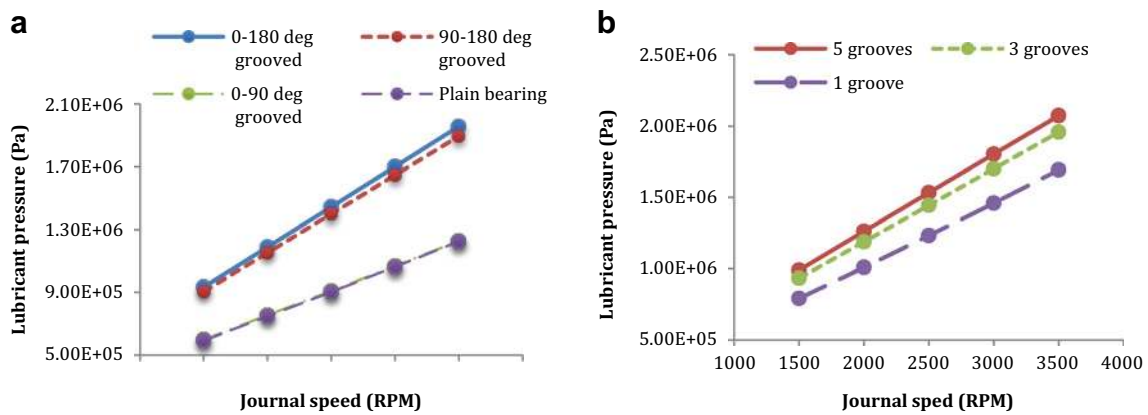 a
0-180 deg grooved
90-180 deg grooved
0-90 deg grooved
Plain bearing
Lubricant pressure (Pa)
2.10E+06
1.70E+06
1.30E+06
9.00E+05
5.00E+05
Journal speed (RPM)
b
5 grooves
3 grooves
1 groove
Lubricant pressure (Pa)
2.50E+06
2.00E+06
1.50E+06
1.00E+06
5.00E+05
1000 1500 2000 2500 3000 3500 4000
Journal sped (RPM)